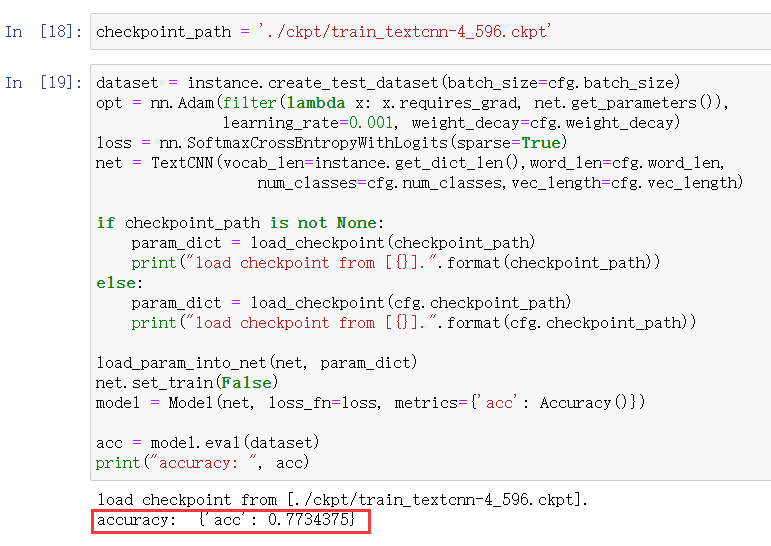 In [18]: checkpoint_path = './ckpt/train_textcnn-4_596.ckpt'
In [19]: dataset = instance.create_test_dataset(batch_size=cfg.batch_size)
opt = nn.Adam(filter(lambda x: x.requires_grad, net.get_parameters()),
learning_rate=0.001, weight_decay=cfg.weight_decay)
loss = nn.SoftmaxCrossEntropyWithLogits(sparse=True)
net = TextCNN(vocab_len=instance.get_dict_len(),word_len=cfg.word_len,
num_classes=cfg.num_classes,vec_length=cfg.vec_length)
if checkpoint_path is not None:
param_dict = load_checkpoint(checkpoint_path)
print("load checkpoint from [{}].".format(checkpoint_path))
else:
param_dict = load_checkpoint(cfg.checkpoint_path)
print("load checkpoint from [{}].".format(cfg.checkpoint_path))
load_param_into_net(net, param_dict)
net.set_train(False)
model = Model(net, loss_fn=loss, metrics={'acc': Accuracy()})
acc = model.eval(dataset)
print("accuracy: ", acc)
load checkpoint from [./ckpt/train_textcnn-4_596.ckpt].
accuracy:  {'acc': 0.7734375}